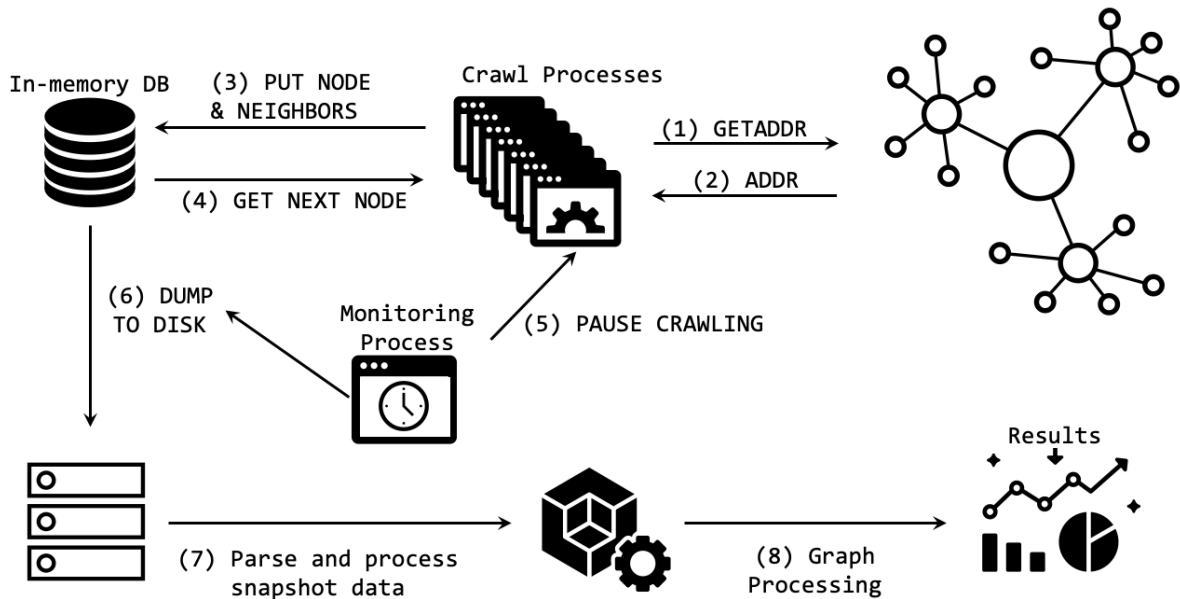 In-memory DB
(3) PUT NODE
& NEIGHBORS
Crawl Processes
(1) GETADDR
(2) ADDR
(4) GET NEXT NODE
(6) DUMP
TO DISK
Monitoring
Process
(5) PAUSE CRAWLING
Results
(7) Parse and process
snapshot data
(8) Graph
Processing